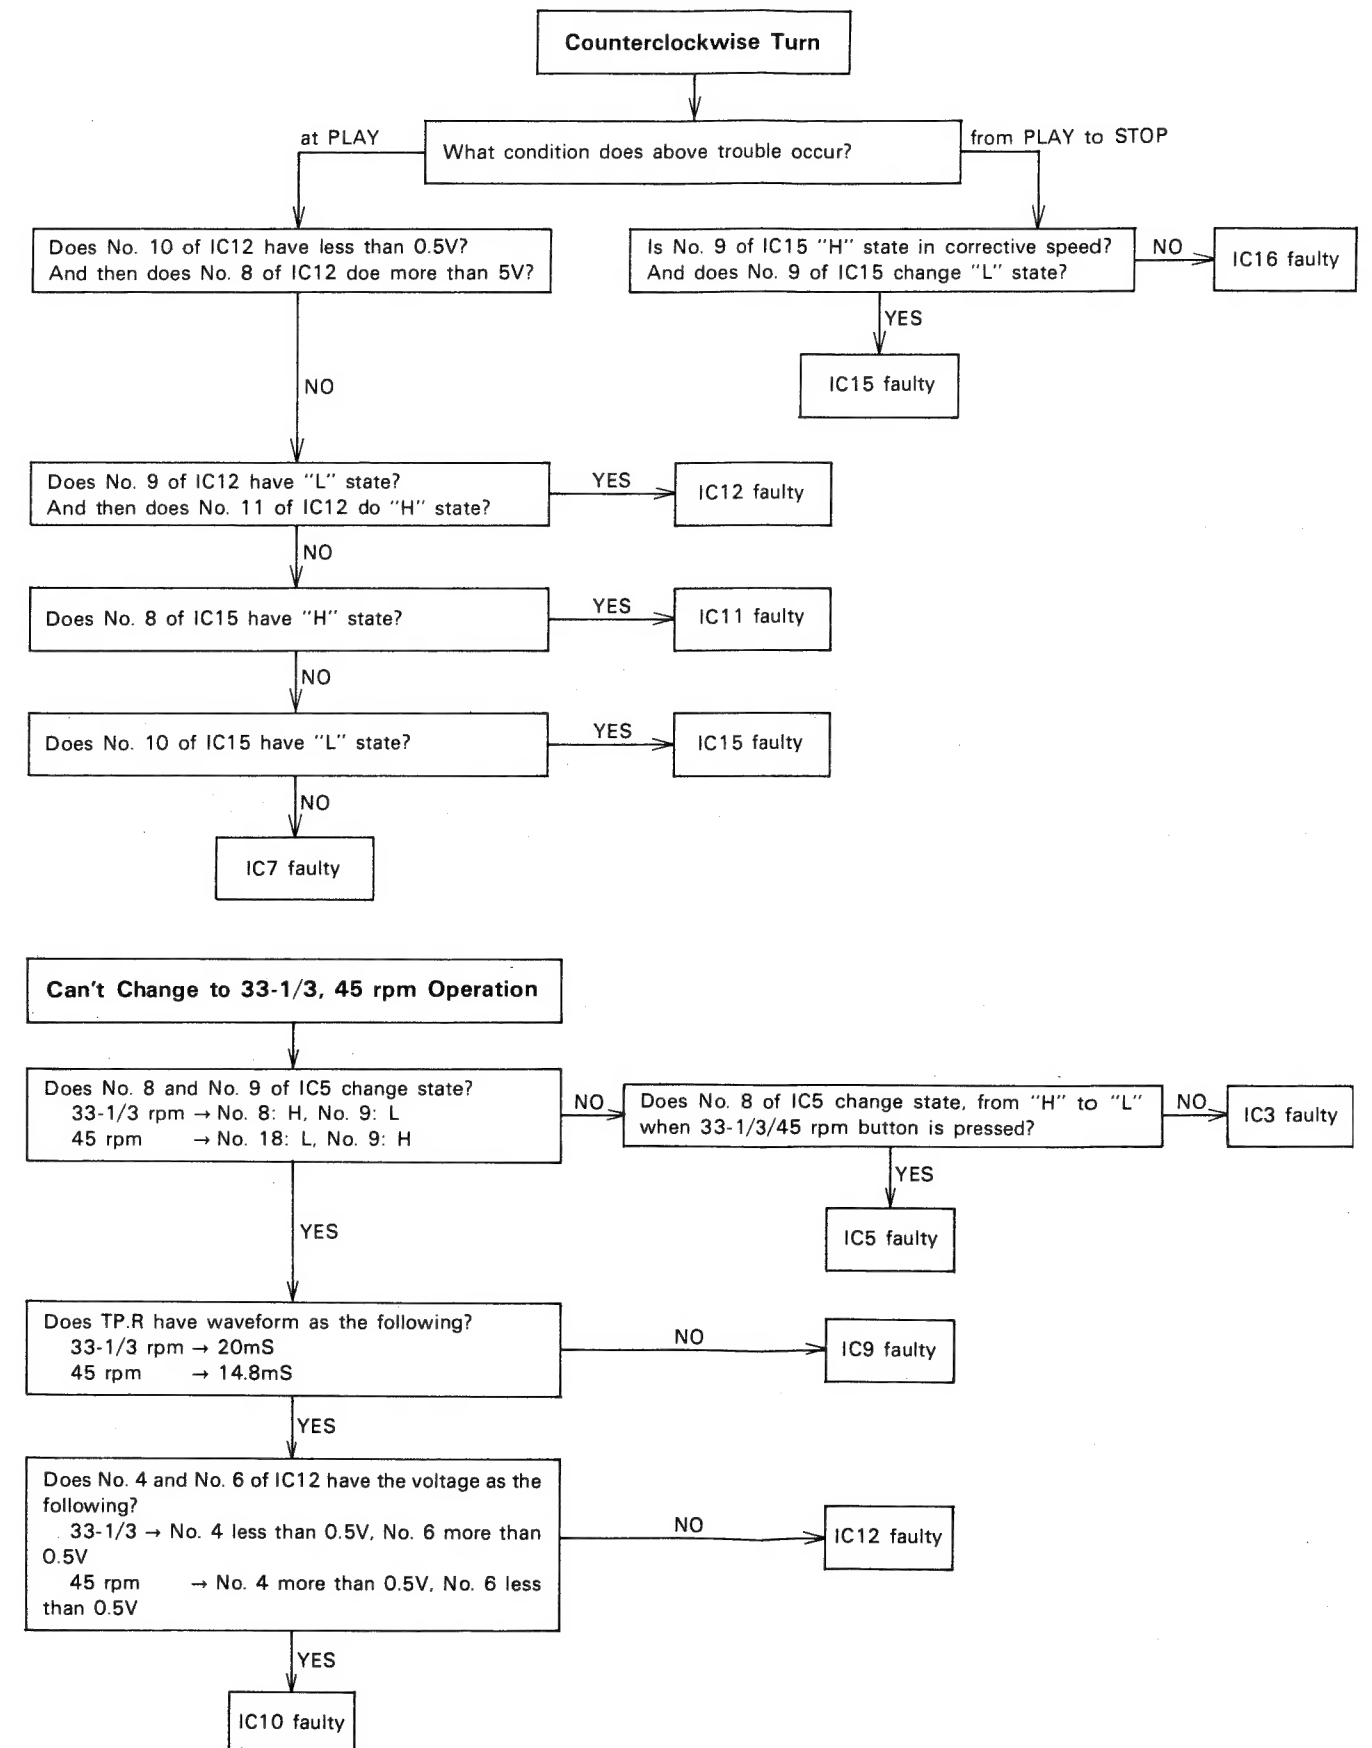 Counterclockwise Turn
at PLAY
What condition does above trouble occur?
from PLAY to STOP
Does No. 10 of IC12 have less than 0.5V?
And then does No. 8 of IC12 doe more than 5V?
Is No. 9 of IC15 "H" state in corrective speed?
And does No. 9 of IC15 change "L" state?
NO
IC16 faulty
YES
IC15 faulty
NO
Does No. 9 of IC12 have "L" state?
And then does No. 11 of IC12 do "H" state?
YES
IC12 faulty
NO
Does No. 8 of IC15 have "H" state?
YES
IC11 faulty
NO
Does No. 10 of IC15 have "L" state?
YES
IC15 faulty
NO
IC7 faulty
Can't Change to 33-1/3, 45 rpm Operation
Does No. 8 and No. 9 of IC5 change state?
33-1/3 rpm → No. 8: H, No. 9: L
45 rpm → No. 18: L, No. 9: H
NO
Does No. 8 of IC5 change state, from "H" to "L"
when 33-1/3/45 rpm button is pressed?
NO
IC3 faulty
YES
IC5 faulty
YES
Does TP.R have waveform as the following?
33-1/3 rpm → 20mS
45 rpm → 14.8mS
NO
IC9 faulty
YES
Does No. 4 and No. 6 of IC12 have the voltage as the
following?
33-1/3 → No. 4 less than 0.5V, No. 6 more than
0.5V
45 rpm → No. 4 more than 0.5V, No. 6 less
than 0.5V
NO
IC12 faulty
YES
IC10 faulty